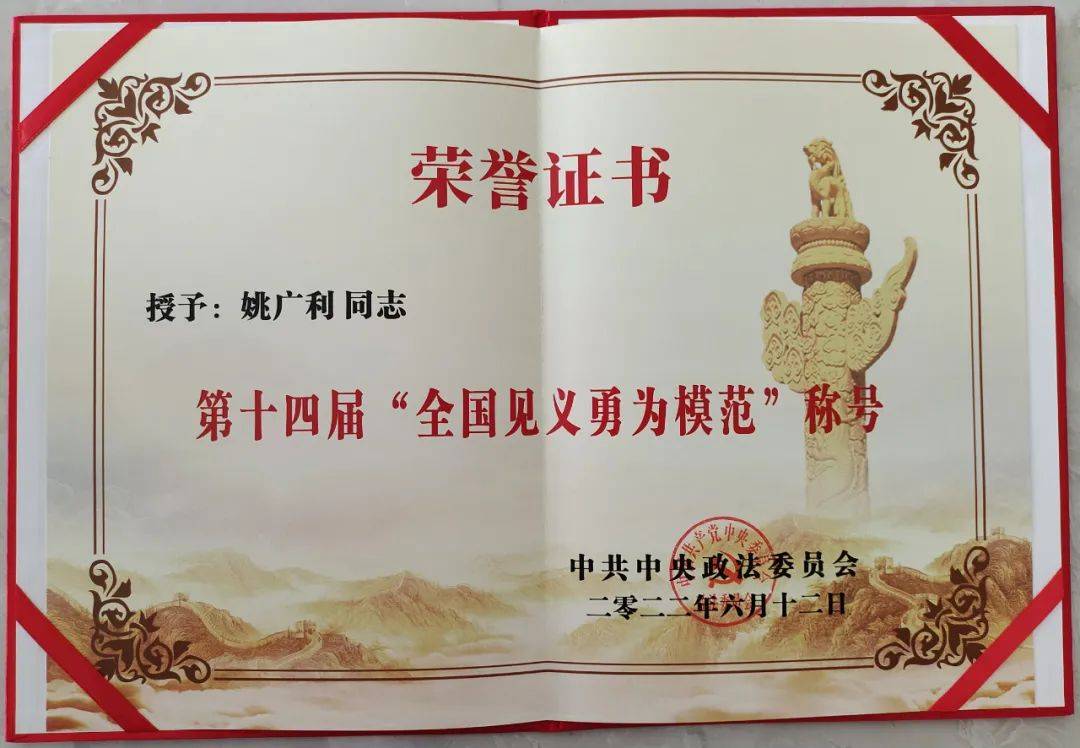 荣誉证书
授予：姚广利 同志
第十四届“全国见义勇为模范”称号
中共中央政法委员会
二零二二年六月十二日